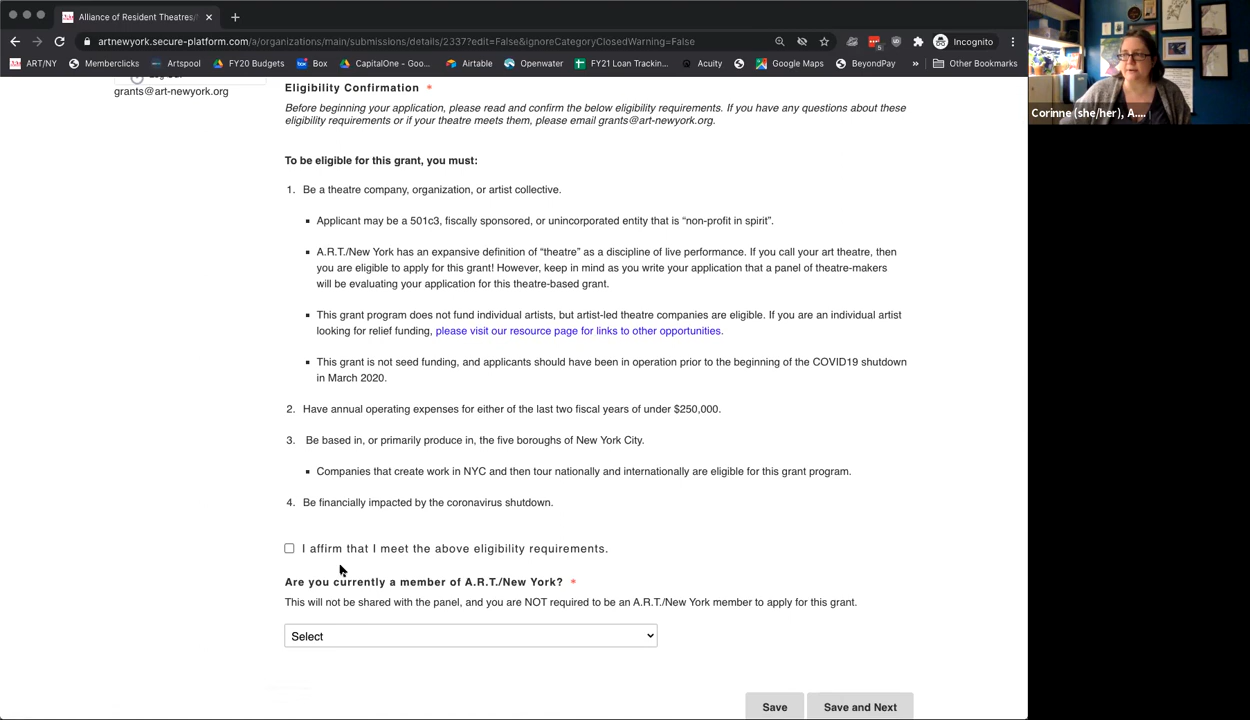 Alliance of Resident Theatres/
artnewyork.secure-platform.com/a/organizations/main/submissions/details/2337?edit=False&ignoreCategoryClosedWarning=False
Incognito
ART/NY
Memberclicks
Artspool
FY20 Budgets
Box
CapitalOne - Goo...
Airtable
Openwater
FY21 Loan Trackin...
Acuity
Google Maps
BeyondPay
»
Other Bookmarks
Corinne (she/her), A....
grants@art-newyork.org
Eligibility Confirmation *
Before beginning your application, please read and confirm the below eligibility requirements. If you have any questions about these
eligibility requirements or if your theatre meets them, please email grants@art-newyork.org.
To be eligible for this grant, you must:
1. Be a theatre company, organization, or artist collective.
▪ Applicant may be a 501c3, fiscally sponsored, or unincorporated entity that is “non-profit in spirit”.
▪ A.R.T./New York has an expansive definition of “theatre” as a discipline of live performance. If you call your art theatre, then
you are eligible to apply for this grant! However, keep in mind as you write your application that a panel of theatre-makers
will be evaluating your application for this theatre-based grant.
▪ This grant program does not fund individual artists, but artist-led theatre companies are eligible. If you are an individual artist
looking for relief funding, please visit our resource page for links to other opportunities.
▪ This grant is not seed funding, and applicants should have been in operation prior to the beginning of the COVID19 shutdown
in March 2020.
2. Have annual operating expenses for either of the last two fiscal years of under $250,000.
3. Be based in, or primarily produce in, the five boroughs of New York City.
▪ Companies that create work in NYC and then tour nationally and internationally are eligible for this grant program.
4. Be financially impacted by the coronavirus shutdown.
I affirm that I meet the above eligibility requirements.
Are you currently a member of A.R.T./New York? *
This will not be shared with the panel, and you are NOT required to be an A.R.T./New York member to apply for this grant.
Select
Save
Save and Next